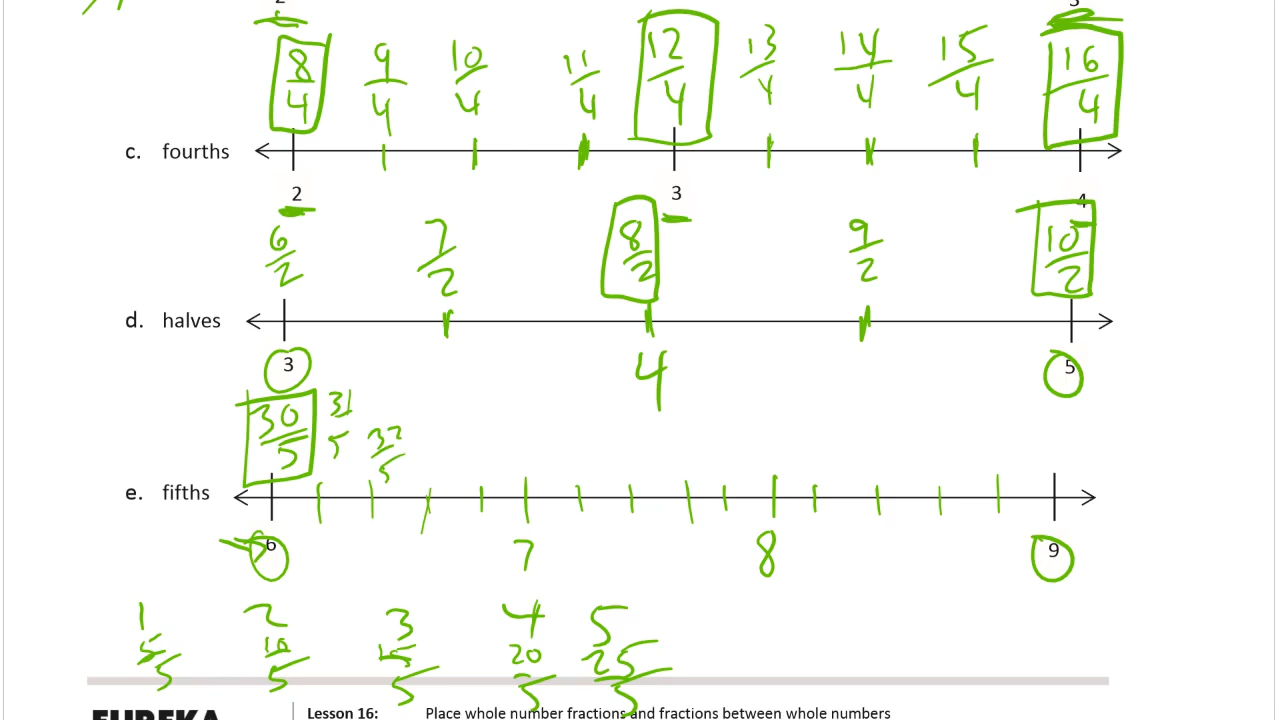 8/4 9/4 10/4 11/4 12/4 13/4 14/4 15/4 16/4
c. fourths
2 3 4
6/2 7/2 8/2 9/2 10/2
d. halves
3 4 5
30/5 31/5 32/5
e. fifths
6 7 8 9
1 2 3 4 5
5/5 10/5 15/5 20/5 25/5
EUREKA
Lesson 16: Place whole number fractions and fractions between whole numbers